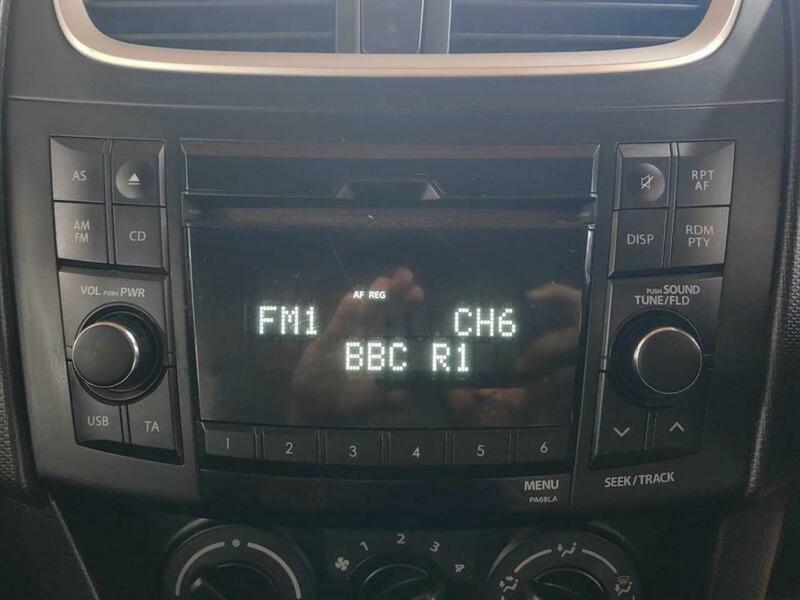 AS
AM
FM
CD
VOL PUSH PWR
USB
TA
RPT
AF
DISP
RDM
PTY
PUSH SOUND
TUNE/FLD
AF REG
FM1 CH6
BBC R1
1 2 3 4 5 6
MENU
PA68LA
SEEK/TRACK
1 2 3 4